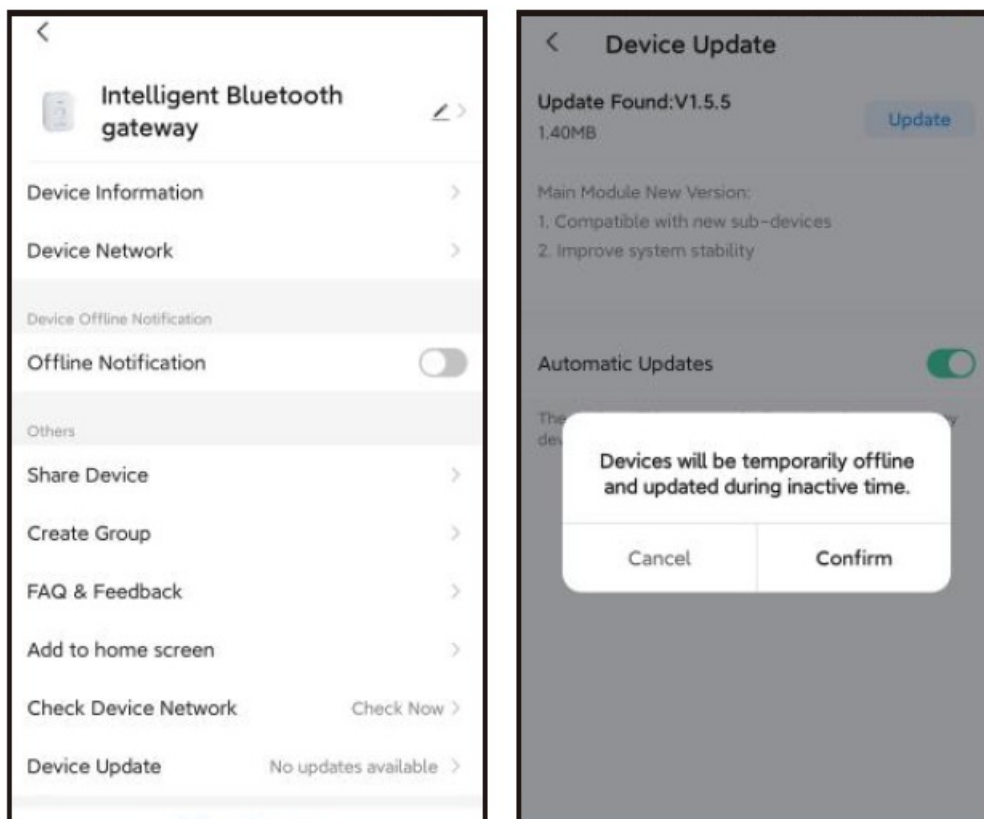 Intelligent Bluetooth
gateway
Device Information
Device Network
Device Offline Notification
Offline Notification
Others
Share Device
Create Group
FAQ & Feedback
Add to home screen
Check Device Network
Check Now
Device Update
No updates available
Device Update
Update Found:V1.5.5
1.40MB
Update
Main Module New Version:
1. Compatible with new sub-devices
2. Improve system stability
Automatic Updates
The
Devices will be temporarily offline
and updated during inactive time.
Cancel
Confirm